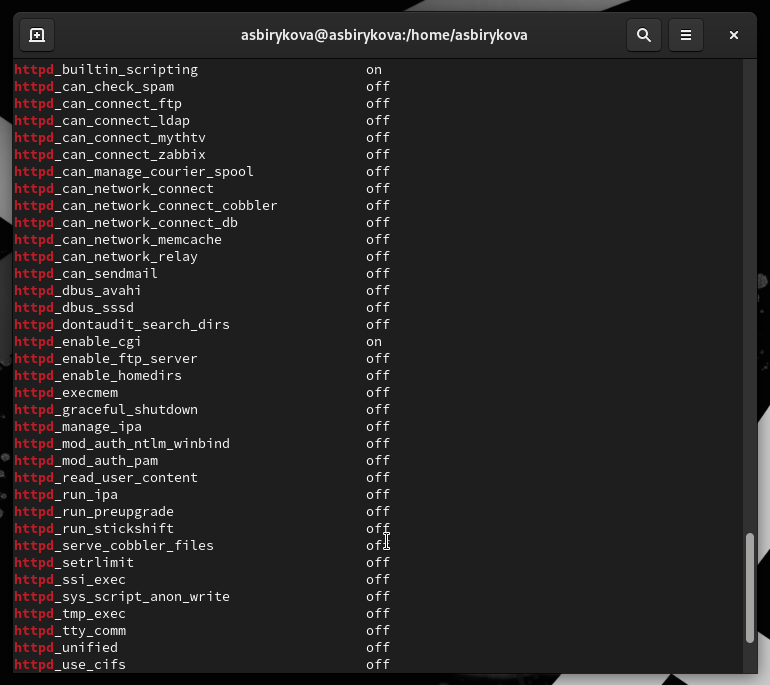 asbirykova@asbirykova:/home/asbirykova
httpd_builtin_scripting on
httpd_can_check_spam off
httpd_can_connect_ftp off
httpd_can_connect_ldap off
httpd_can_connect_mythtv off
httpd_can_connect_zabbix off
httpd_can_manage_courier_spool off
httpd_can_network_connect off
httpd_can_network_connect_cobbler off
httpd_can_network_connect_db off
httpd_can_network_memcache off
httpd_can_network_relay off
httpd_can_sendmail off
httpd_dbus_avahi off
httpd_dbus_sssd off
httpd_dontaudit_search_dirs off
httpd_enable_cgi on
httpd_enable_ftp_server off
httpd_enable_homedirs off
httpd_execmem off
httpd_graceful_shutdown off
httpd_manage_ipa off
httpd_mod_auth_ntlm_winbind off
httpd_mod_auth_pam off
httpd_read_user_content off
httpd_run_ipa off
httpd_run_preupgrade off
httpd_run_stickshift off
httpd_serve_cobbler_files off
httpd_setrlimit off
httpd_ssi_exec off
httpd_sys_script_anon_write off
httpd_tmp_exec off
httpd_tty_comm off
httpd_unified off
httpd_use_cifs off